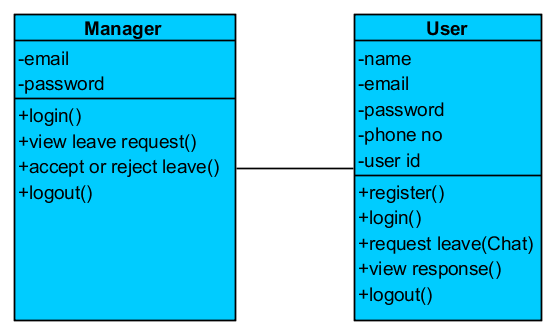 Manager
-email
-password
+login()
+view leave request()
+accept or reject leave()
+logout()
User
-name
-email
-password
-phone no
-user id
+register()
+login()
+request leave(Chat)
+view response()
+logout()